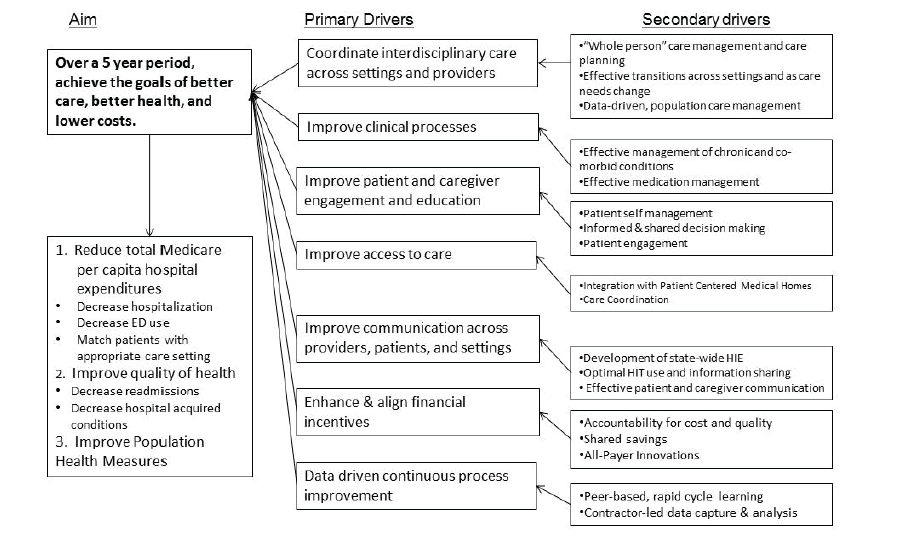 Aim
Primary Drivers
Secondary drivers
Over a 5 year period,
achieve the goals of better
care, better health, and
lower costs.
1. Reduce total Medicare
per capita hospital
expenditures
• Decrease hospitalization
• Decrease ED use
• Match patients with
appropriate care setting
2. Improve quality of health
• Decrease readmissions
• Decrease hospital acquired
conditions
3. Improve Population
Health Measures
Coordinate interdisciplinary care
across settings and providers
Improve clinical processes
Improve patient and caregiver
engagement and education
Improve access to care
Improve communication across
providers, patients, and settings
Enhance & align financial
incentives
Data driven continuous process
improvement
•"Whole person" care management and care
planning
•Effective transitions across settings and as care
needs change
•Data-driven, population care management
•Effective management of chronic and co-
morbid conditions
•Effective medication management
•Patient self management
•Informed & shared decision making
•Patient engagement
•Integration with Patient Centered Medical Homes
•Care Coordination
•Development of state-wide HIE
•Optimal HIT use and information sharing
• Effective patient and caregiver communication
•Accountability for cost and quality
•Shared savings
•All-Payer Innovations
•Peer-based, rapid cycle learning
•Contractor-led data capture & analysis